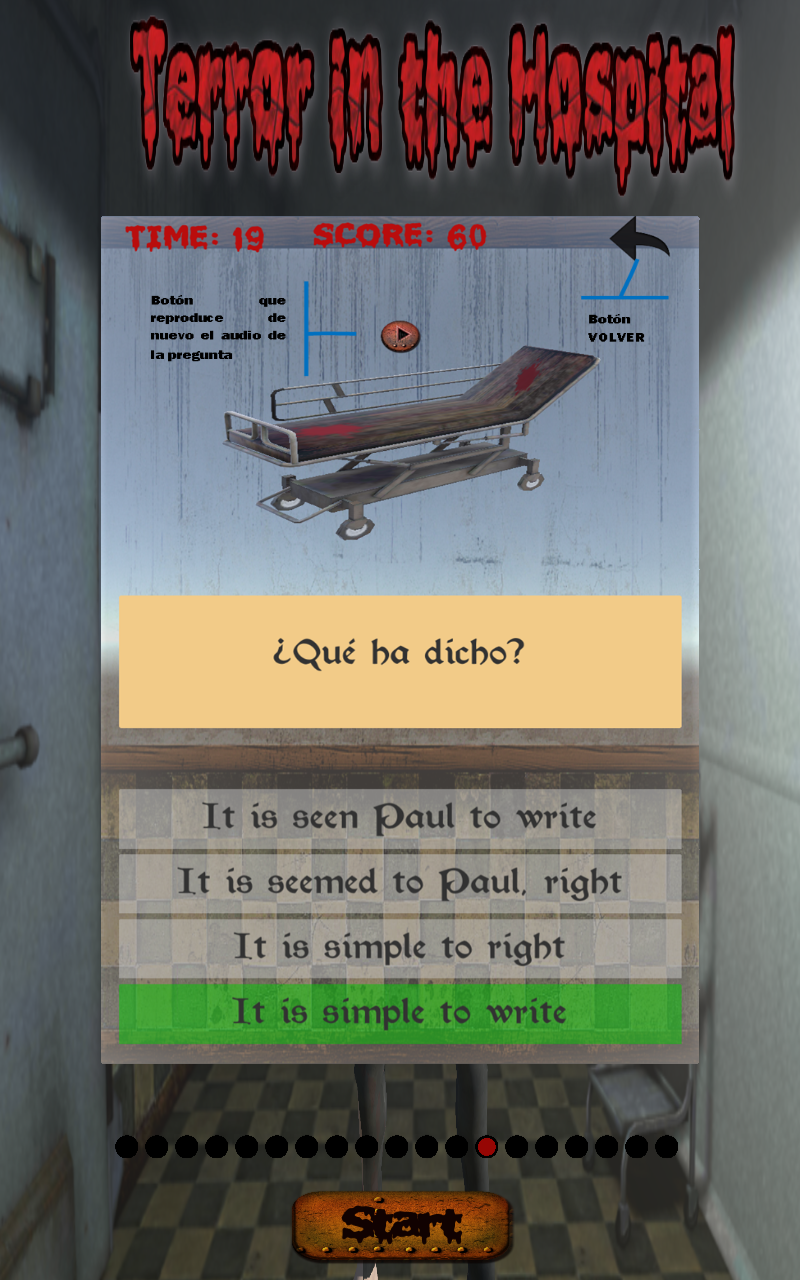 Terror in the Hospital
TIME: 19 SCORE: 60
Botón que
reproduce de
nuevo el audio de
la pregunta
Botón
VOLVER
¿Qué ha dicho?
It is seen Paul to write
It is seemed to Paul, right
It is simple to right
It is simple to write
Start